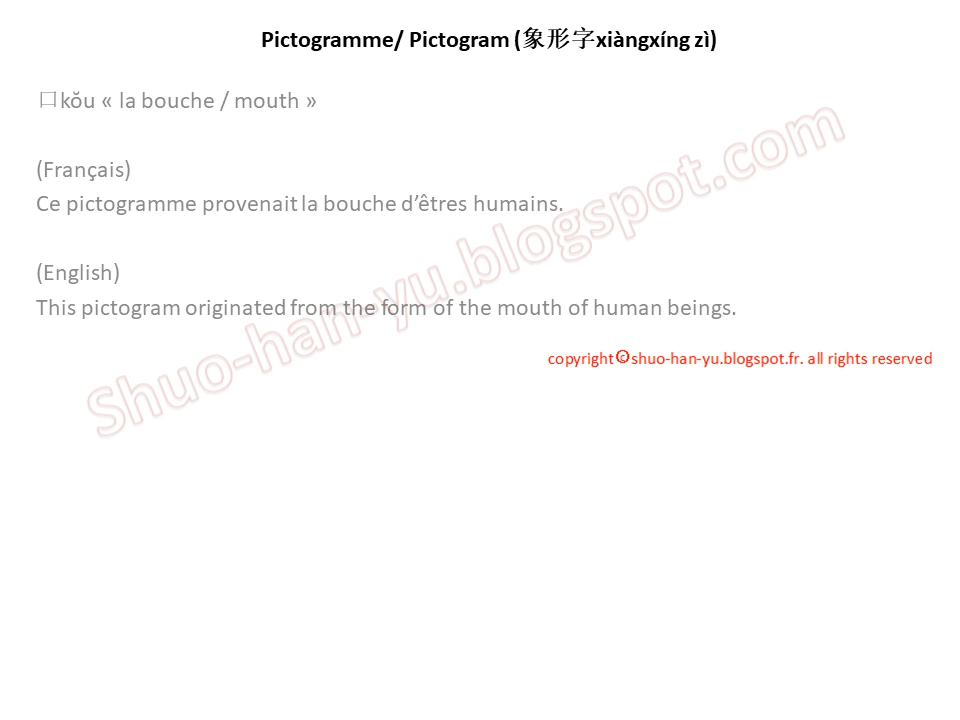 Pictogramme/ Pictogram (象形字xiàngxíng zì)
口kǒu « la bouche / mouth »
(Français)
Ce pictogramme provenait la bouche d’êtres humains.
(English)
This pictogram originated from the form of the mouth of human beings.
copyright©shuo-han-yu.blogspot.fr. all rights reserved
Shuo-han-yu.blogspot.com